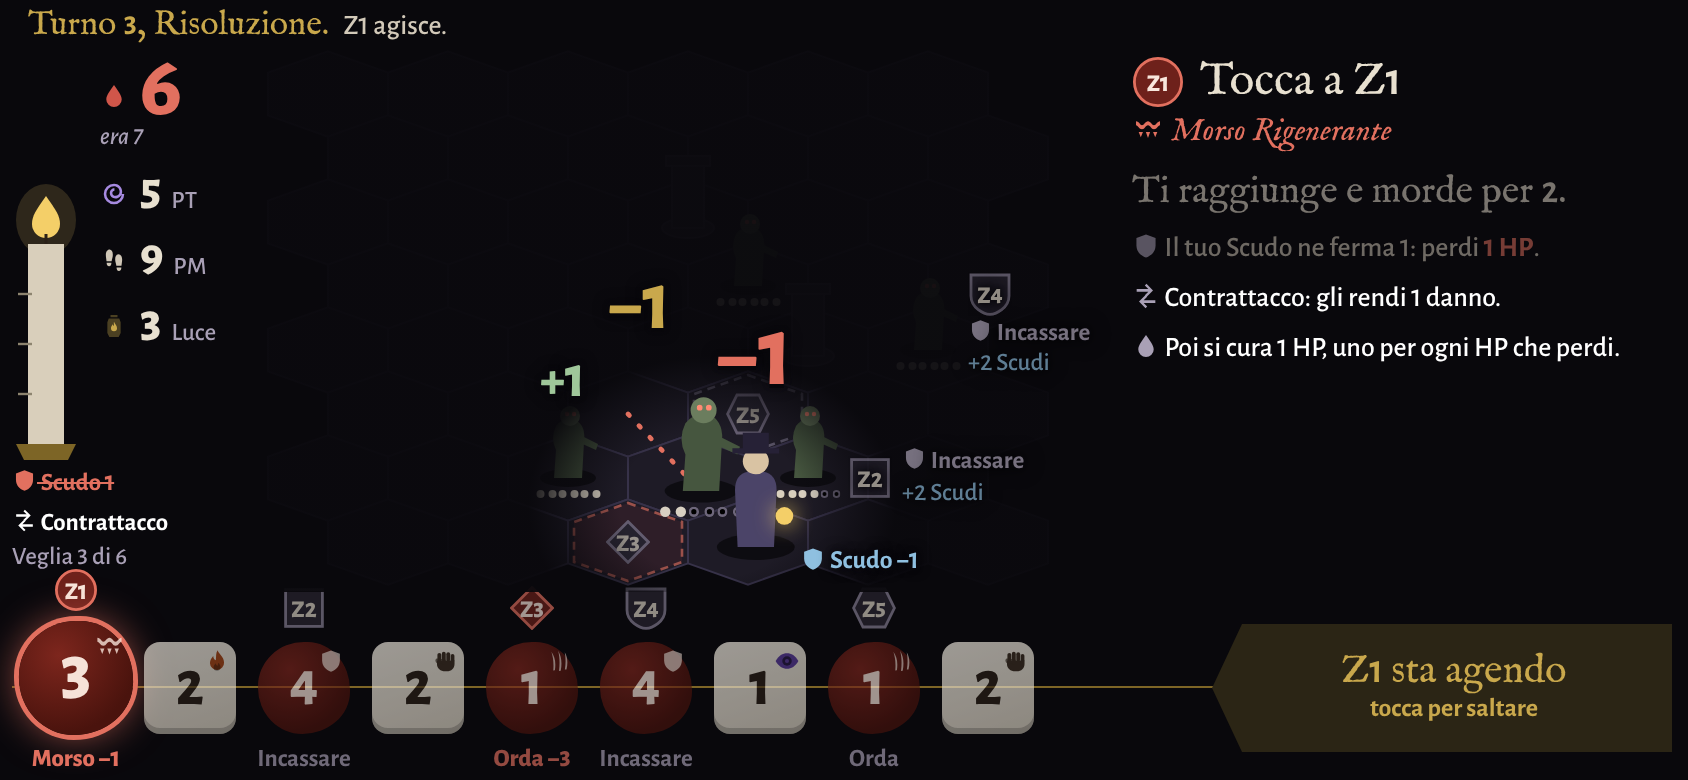 Turno 3, Risoluzione. Z1 agisce.
6
era 7
5 PT
9 PM
3 Luce
Scudo 1
Contrattacco
Veglia 3 di 6
Z1 Tocca a Z1
Morso Rigenerante
Ti raggiunge e morde per 2.
Il tuo Scudo ne ferma 1: perdi 1 HP.
Contrattacco: gli rendi 1 danno.
Poi si cura 1 HP, uno per ogni HP che perdi.
–1
–1
+1
Z4
Incassare
+2 Scudi
Z5
Z2
Incassare
+2 Scudi
Z3
Scudo –1
Z1 Z2 Z3 Z4 Z5
3 2 4 2 1 4 1 1 2
Morso –1 Incassare Orda –3 Incassare Orda
Z1 sta agendo
tocca per saltare